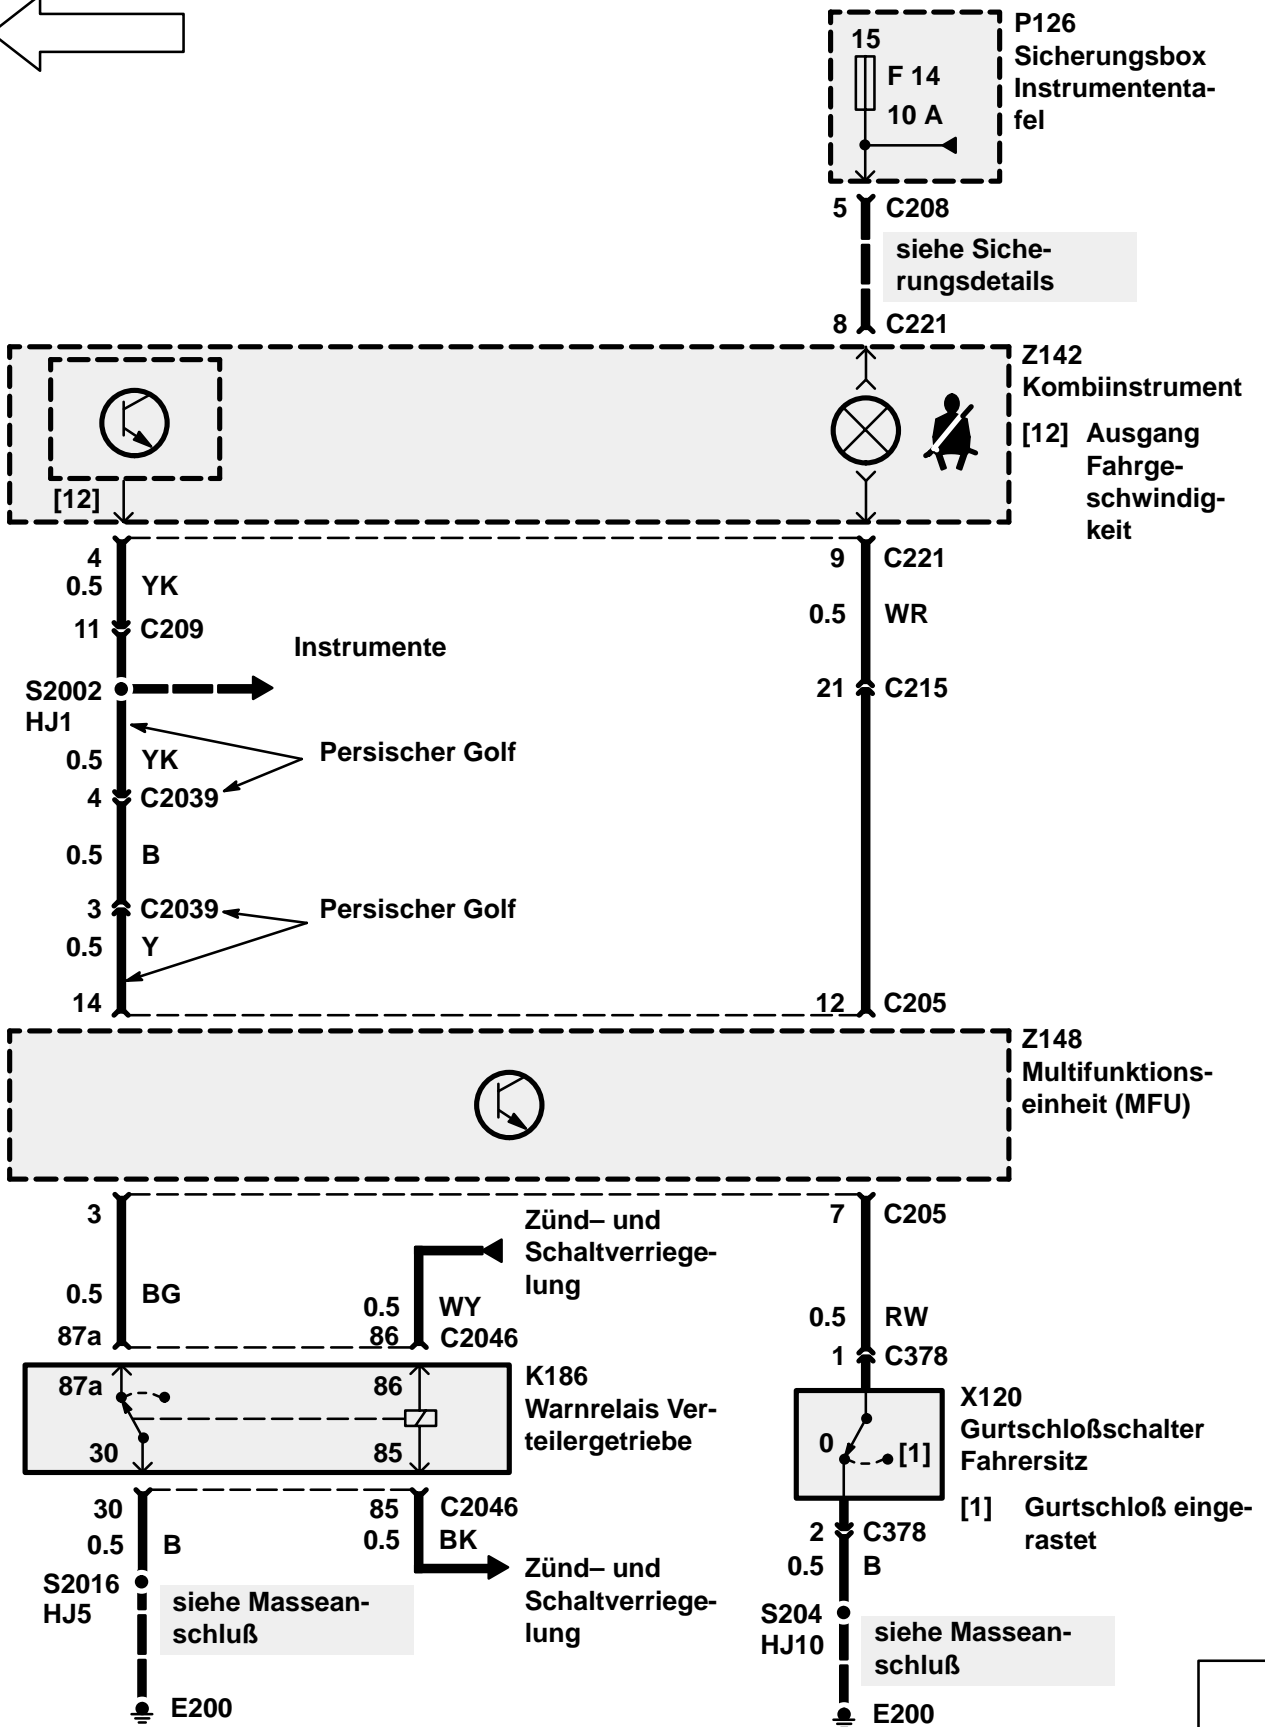 P126
Sicherungsbox
Instrumententa-
fel
15
F 14
10 A
5 C208
siehe Siche-
rungsdetails
8 C221
Z142
Kombiinstrument
[12] Ausgang
Fahrge-
schwindig-
keit
[12]
4
0.5 YK
9 C221
0.5 WR
11 C209
Instrumente
S2002
HJ1
21 C215
0.5 YK
Persischer Golf
4 C2039
0.5 B
3 C2039
Persischer Golf
0.5 Y
14
12 C205
Z148
Multifunktions-
einheit (MFU)
3
7 C205
Zünd– und
Schaltverriege-
lung
0.5 BG
0.5 WY
0.5 RW
87a
86 C2046
1 C378
K186
Warnrelais Ver-
teilergetriebe
87a
86
30
85
X120
Gurtschloßschalter
Fahrersitz
0
[1]
[1] Gurtschloß einge-
rastet
30
85 C2046
0.5 B
0.5 BK
2 C378
0.5 B
Zünd– und
Schaltverriege-
lung
S2016
HJ5
siehe Massean-
schluß
S204
HJ10
siehe Massean-
schluß
E200
E200